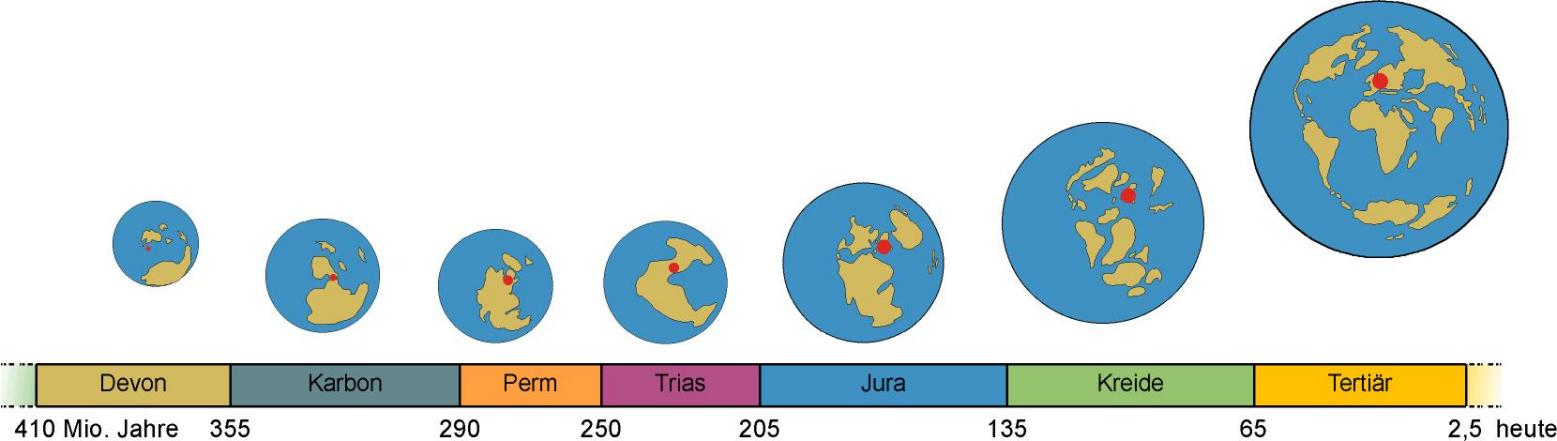 Devon Karbon Perm Trias Jura Kreide Tertiär
410 Mio. Jahre 355 290 250 205 135 65 2,5 heute